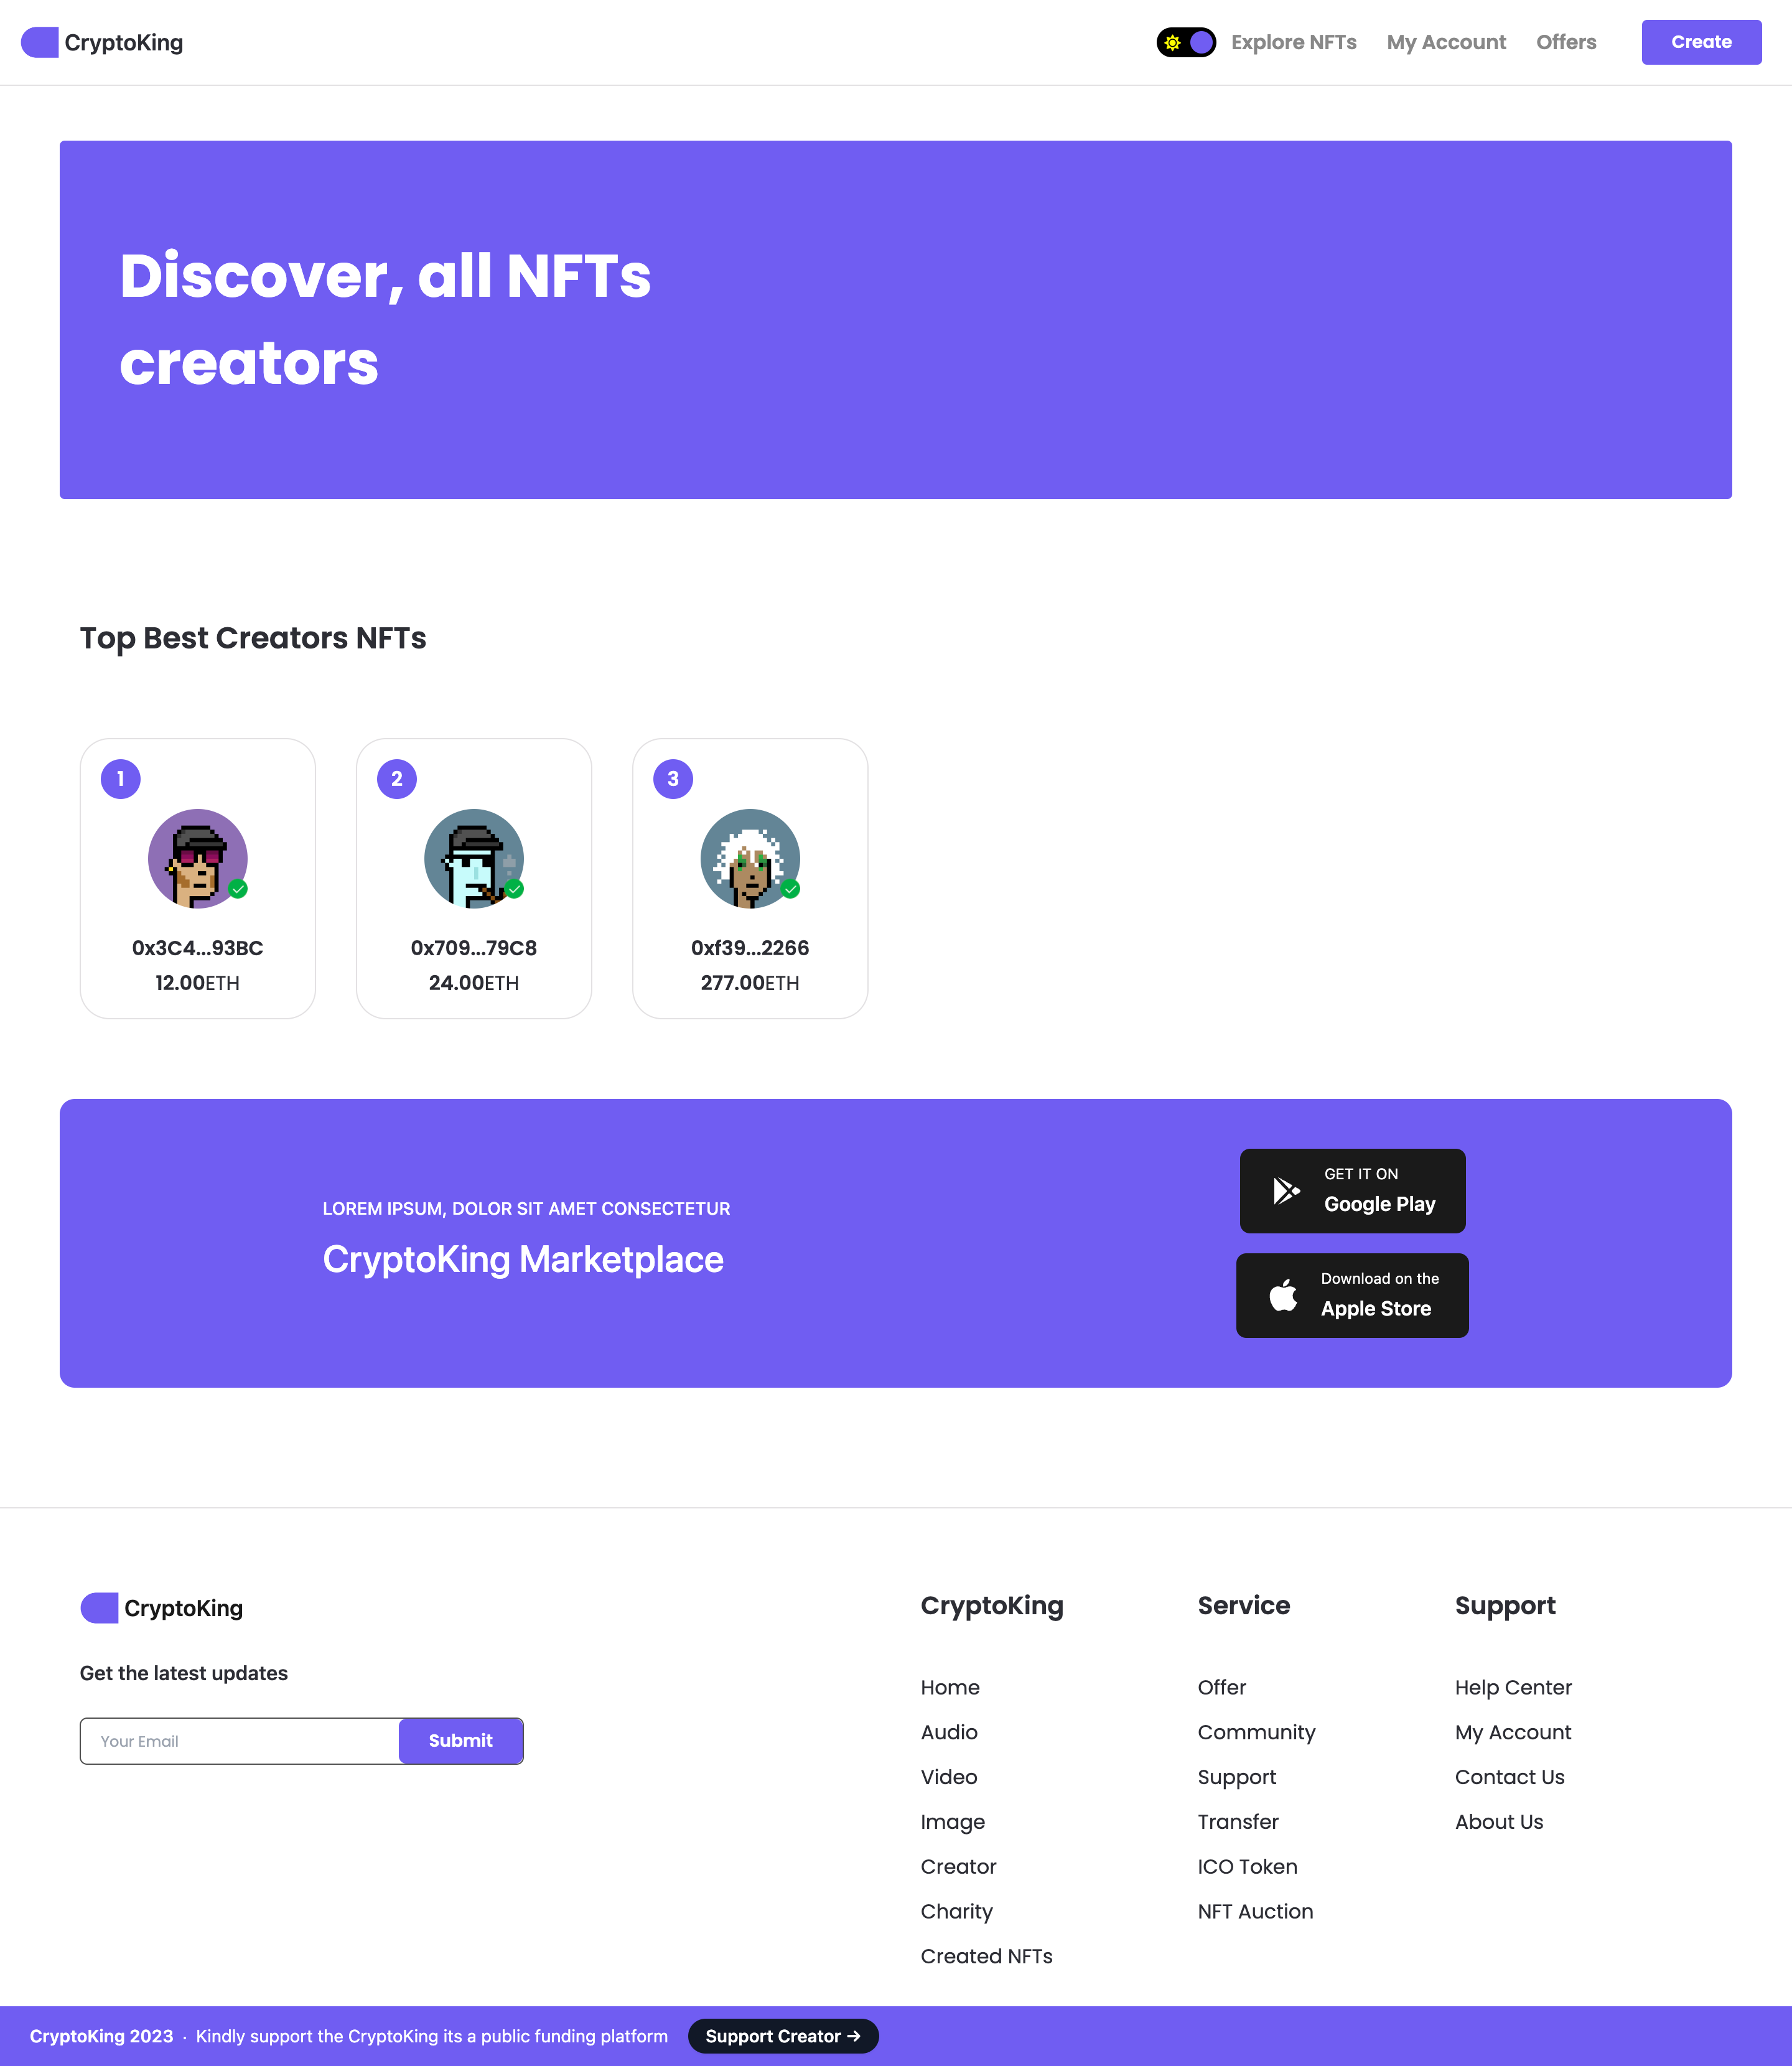 CryptoKing
Explore NFTs
My Account
Offers
Create
Discover, all NFTs
creators
Top Best Creators NFTs
1
0x3C4...93BC
12.00ETH
2
0x709...79C8
24.00ETH
3
0xf39...2266
277.00ETH
LOREM IPSUM, DOLOR SIT AMET CONSECTETUR
CryptoKing Marketplace
GET IT ON
Google Play
Download on the
Apple Store
CryptoKing
Get the latest updates
Your Email
Submit
CryptoKing
Home
Audio
Video
Image
Creator
Charity
Created NFTs
Service
Offer
Community
Support
Transfer
ICO Token
NFT Auction
Support
Help Center
My Account
Contact Us
About Us
CryptoKing 2023 · Kindly support the CryptoKing its a public funding platform
Support Creator →